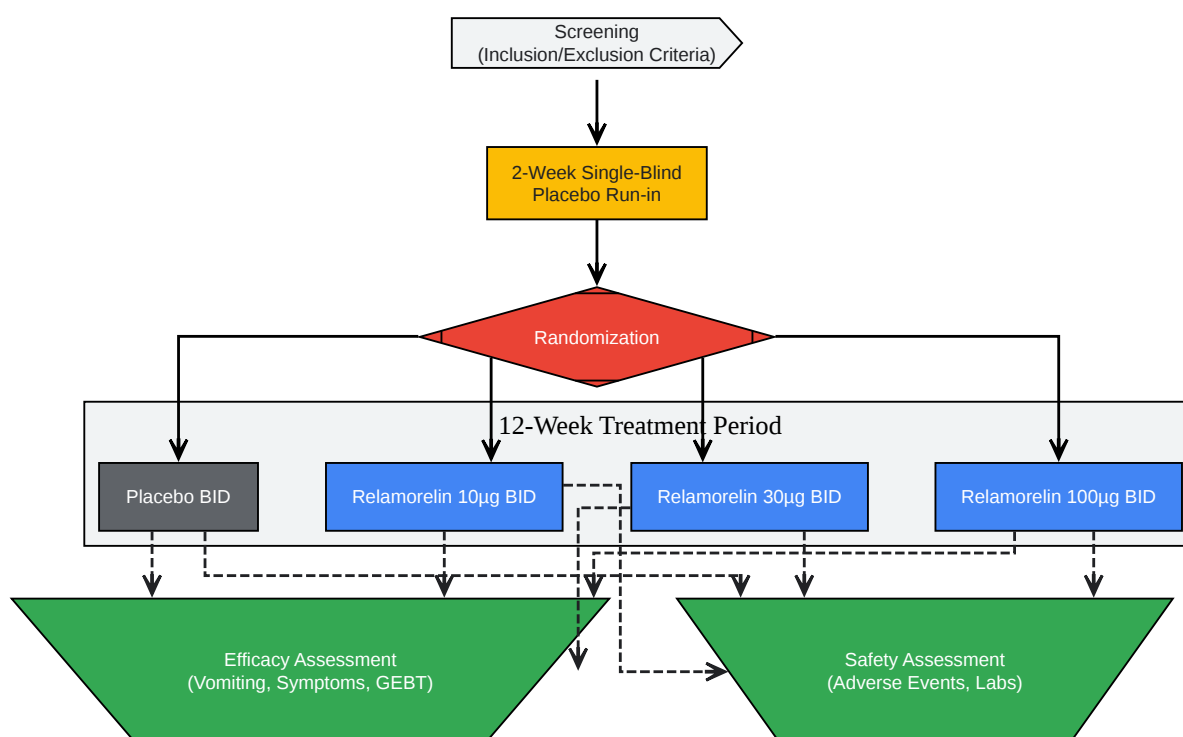 Screening
(Inclusion/Exclusion Criteria)
2-Week Single-Blind
Placebo Run-in
Randomization
12-Week Treatment Period
Placebo BID
Relamorelin 10µg BID
Relamorelin 30µg BID
Relamorelin 100µg BID
Efficacy Assessment
(Vomiting, Symptoms, GEBT)
Safety Assessment
(Adverse Events, Labs)